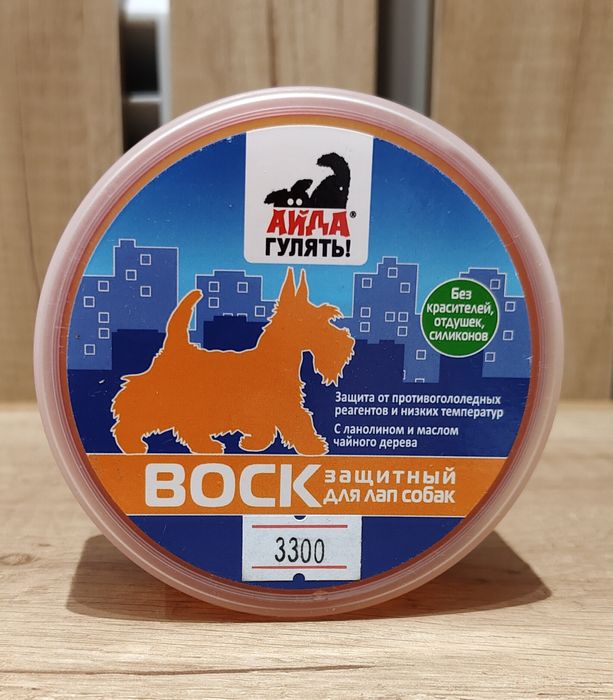 АЙДА®
ГУЛЯТЬ!
Без
красителей,
отдушек,
силиконов
Защита от противогололедных
реагентов и низких температур
С ланолином и маслом
чайного дерева
ВОСК защитный
для лап собак
3300